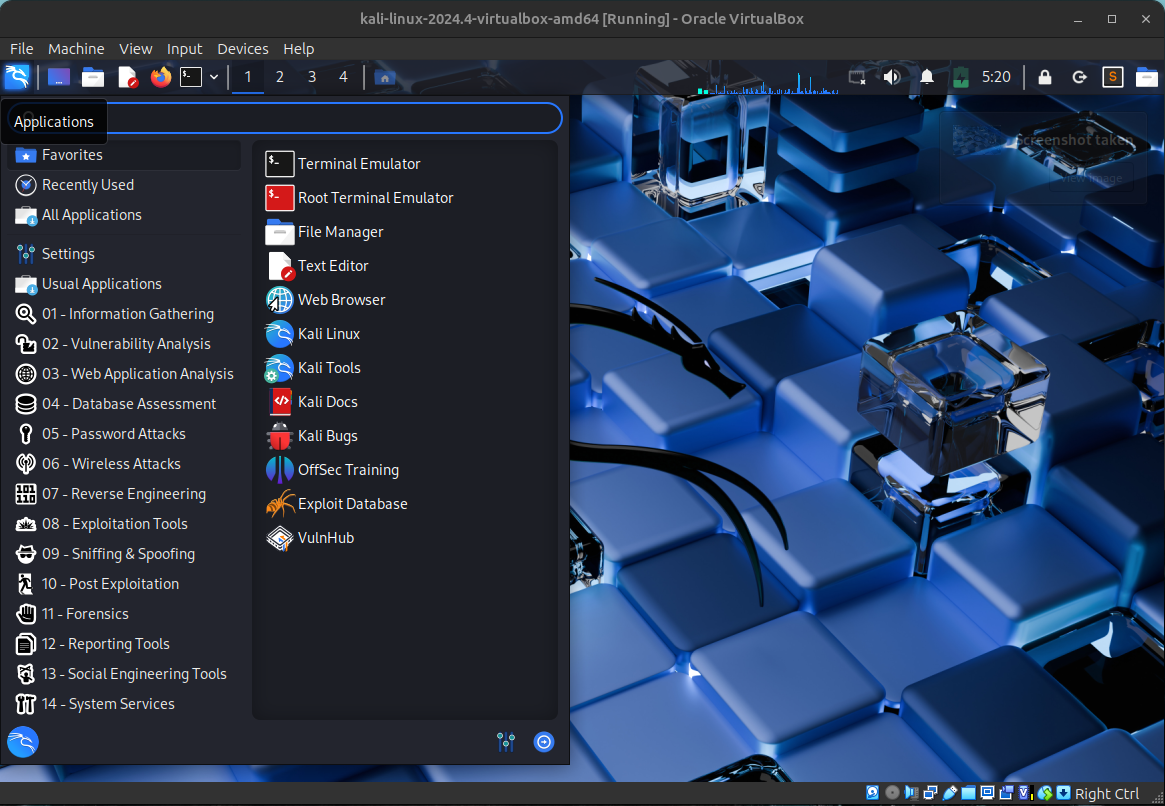 kali-linux-2024.4-virtualbox-amd64 [Running] - Oracle VirtualBox
File Machine View Input Devices Help
1 2 3 4 5:20 S
Applications
Screenshot taken
View image
Favorites
Recently Used
All Applications
Settings
Usual Applications
01 - Information Gathering
02 - Vulnerability Analysis
03 - Web Application Analysis
04 - Database Assessment
05 - Password Attacks
06 - Wireless Attacks
07 - Reverse Engineering
08 - Exploitation Tools
09 - Sniffing & Spoofing
10 - Post Exploitation
11 - Forensics
12 - Reporting Tools
13 - Social Engineering Tools
14 - System Services
Terminal Emulator
Root Terminal Emulator
File Manager
Text Editor
Web Browser
Kali Linux
Kali Tools
Kali Docs
Kali Bugs
OffSec Training
Exploit Database
VulnHub
Right Ctrl